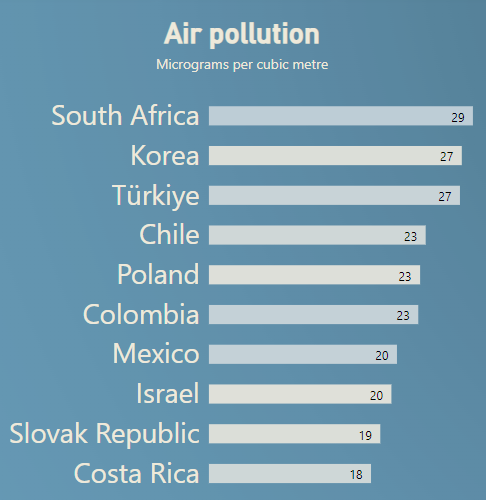 Air pollution
Micrograms per cubic metre
South Africa 29
Korea 27
Türkiye 27
Chile 23
Poland 23
Colombia 23
Mexico 20
Israel 20
Slovak Republic 19
Costa Rica 18